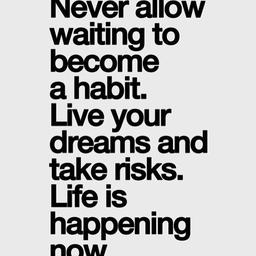 Never allow
waiting to
become
a habit.
Live your
dreams and
take risks.
Life is
happening
now